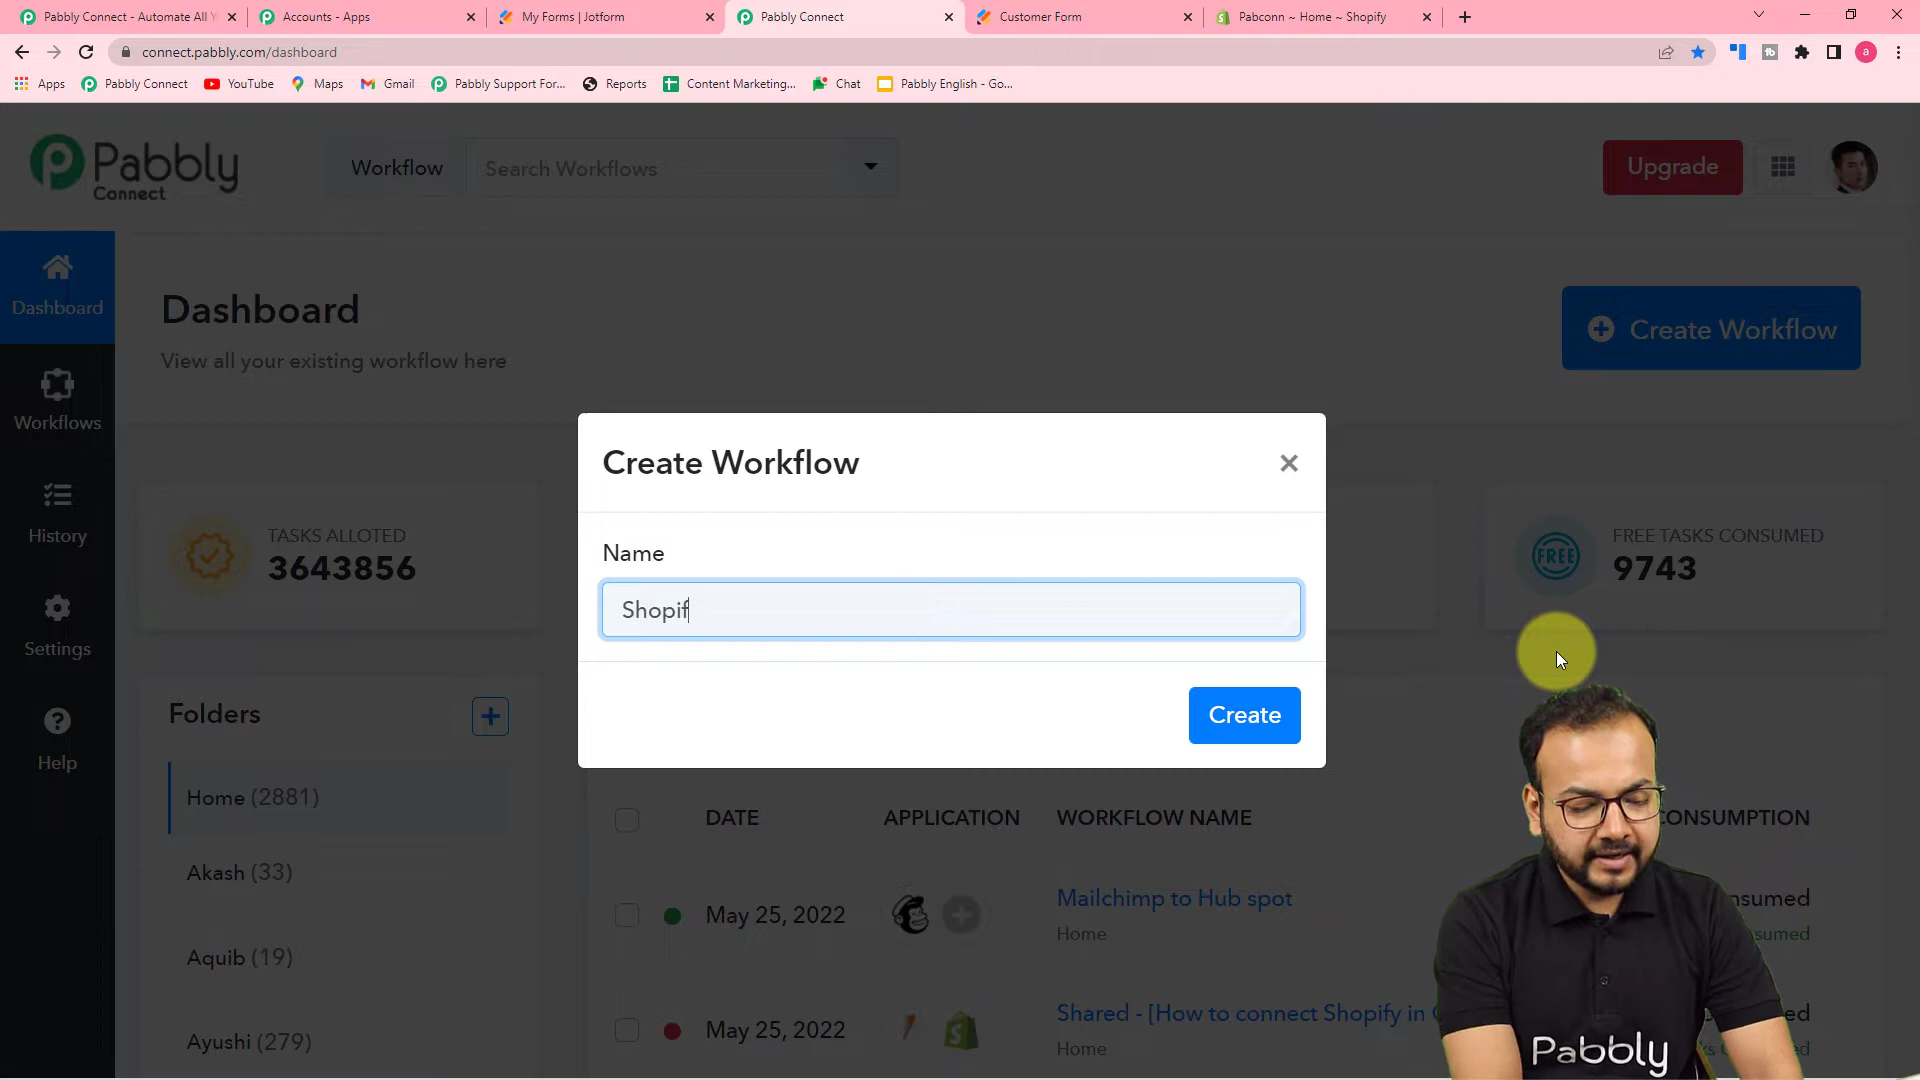 Pabbly Connect - Automate All Y
Accounts - Apps
My Forms | Jotform
Pabbly Connect
Customer Form
Pabconn ~ Home ~ Shopify
connect.pabbly.com/dashboard
a
Apps
Pabbly Connect
YouTube
Maps
Gmail
Pabbly Support For...
Reports
Content Marketing...
Chat
Pabbly English - Go...
Pabbly
Connect
Workflow
Search Workflows
Upgrade
Dashboard
Workflows
History
Settings
Help
Dashboard
View all your existing workflow here
Create Workflow
Create Workflow
Name
Shopif
Create
TASKS ALLOTED
3643856
FREE
FREE TASKS CONSUMED
9743
Folders
Home (2881)
Akash (33)
Aquib (19)
Ayushi (279)
DATE
APPLICATION
WORKFLOW NAME
CONSUMPTION
May 25, 2022
Mailchimp to Hub spot
Home
May 25, 2022
Shared - [How to connect Shopify in
Home
Pabbly